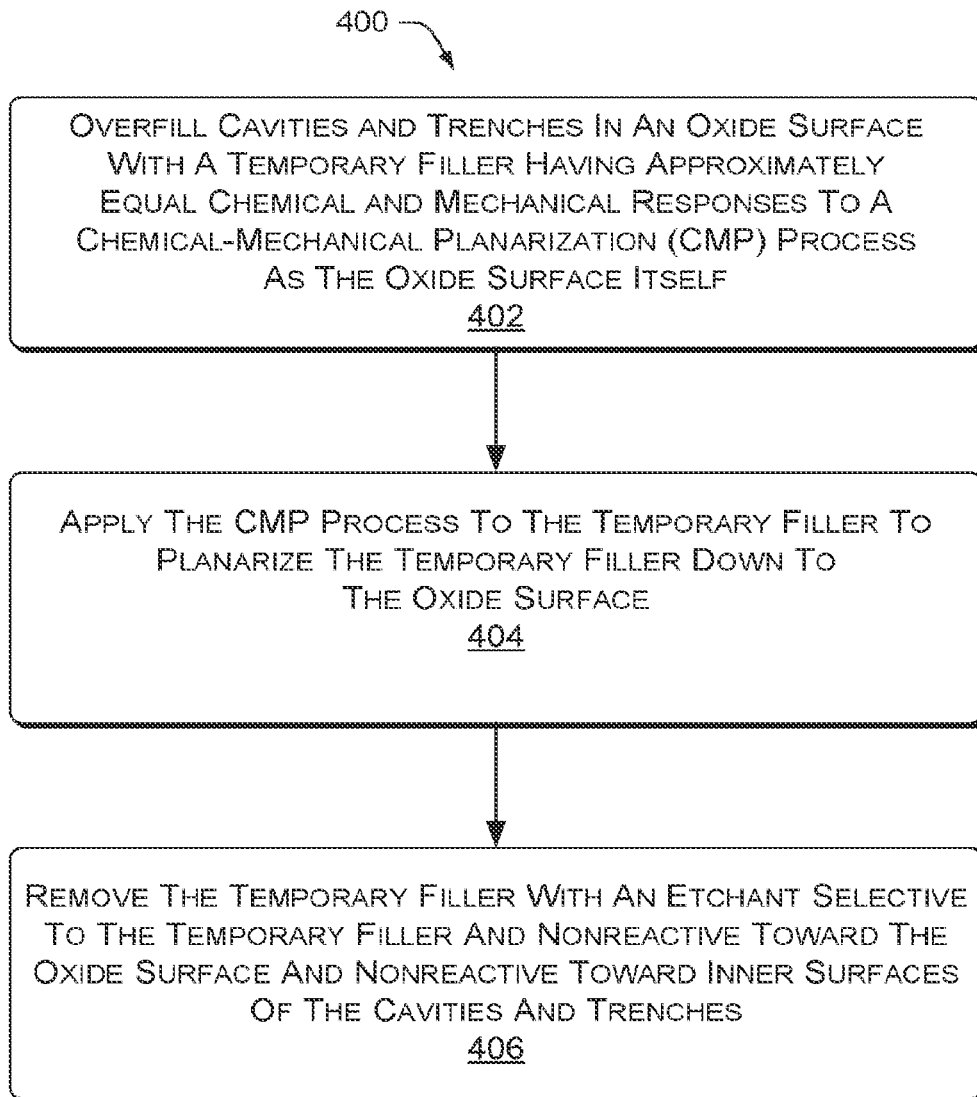 400
OVERFILL CAVITIES AND TRENCHES IN AN OXIDE SURFACE
WITH A TEMPORARY FILLER HAVING APPROXIMATELY
EQUAL CHEMICAL AND MECHANICAL RESPONSES TO A
CHEMICAL-MECHANICAL PLANARIZATION (CMP) PROCESS
AS THE OXIDE SURFACE ITSELF
402
APPLY THE CMP PROCESS TO THE TEMPORARY FILLER TO
PLANARIZE THE TEMPORARY FILLER DOWN TO
THE OXIDE SURFACE
404
REMOVE THE TEMPORARY FILLER WITH AN ETCHANT SELECTIVE
TO THE TEMPORARY FILLER AND NONREACTIVE TOWARD THE
OXIDE SURFACE AND NONREACTIVE TOWARD INNER SURFACES
OF THE CAVITIES AND TRENCHES
406